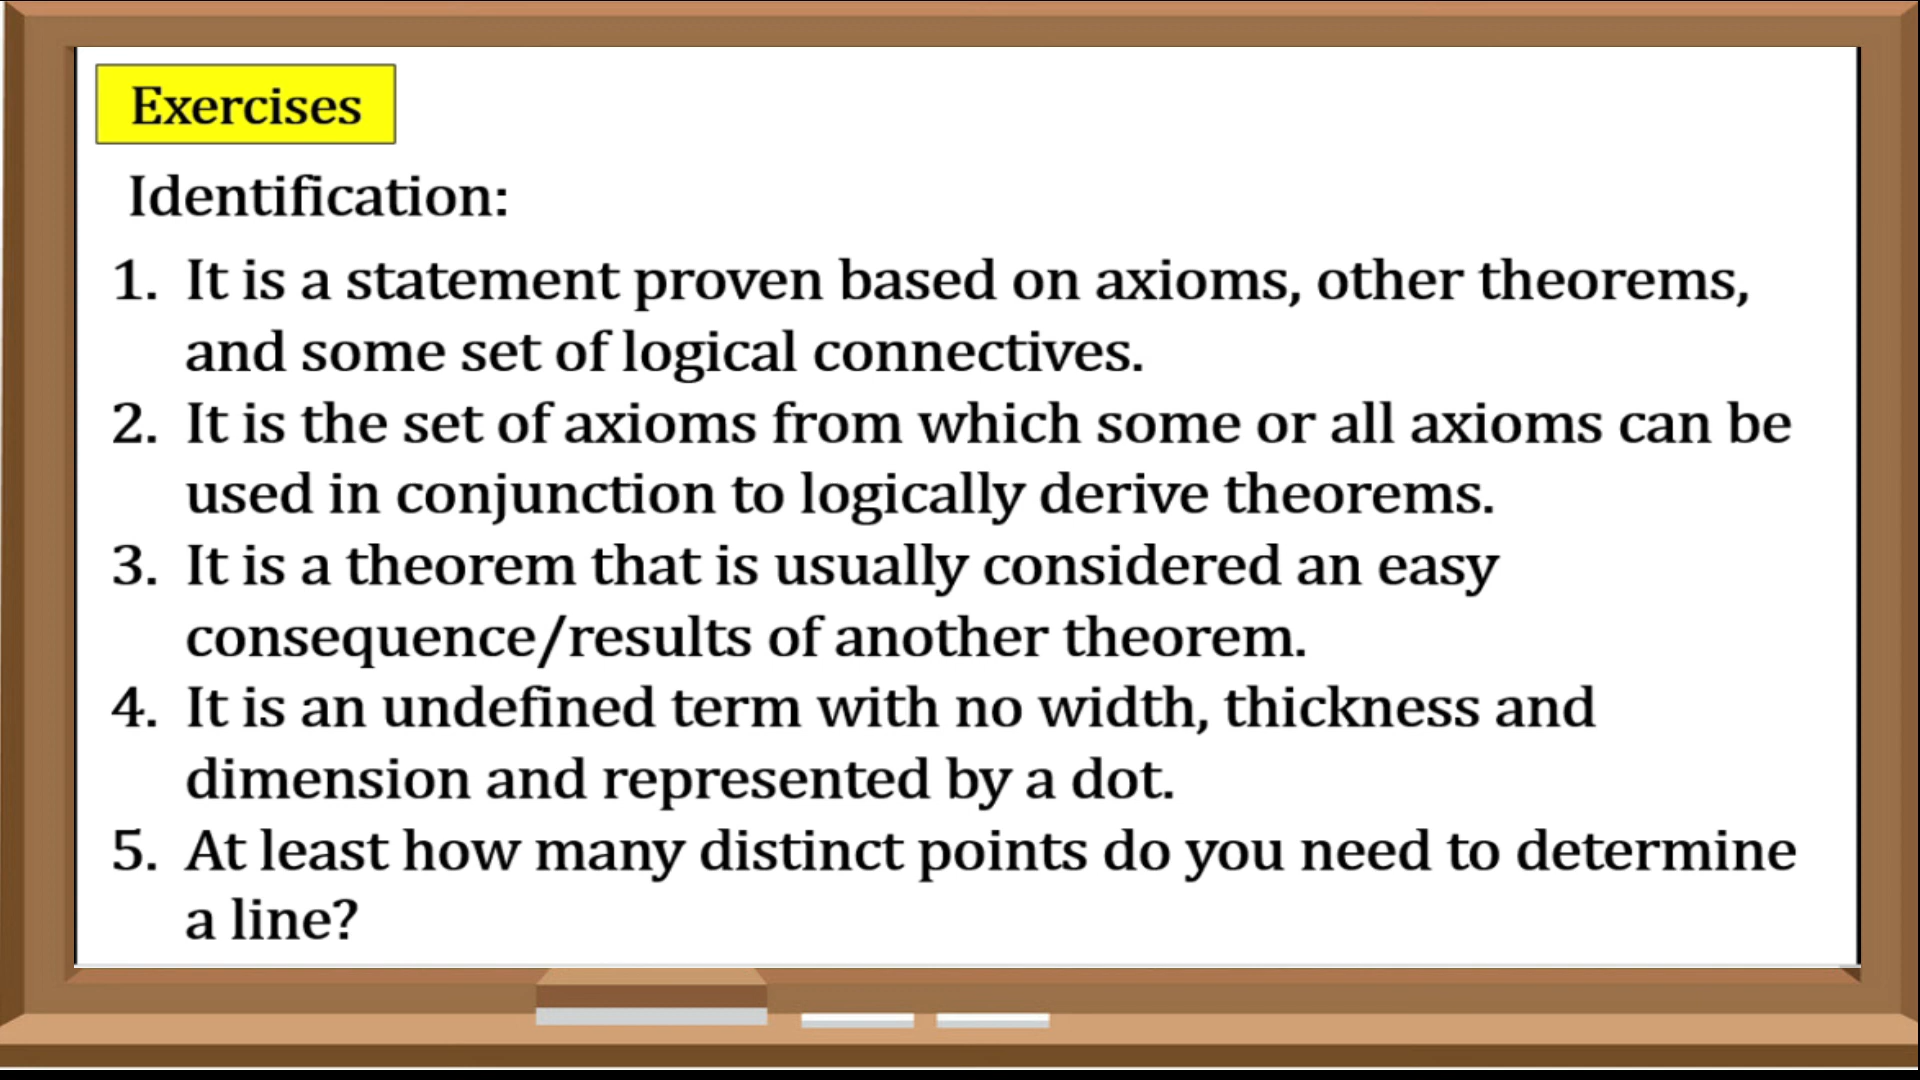 Exercises
Identification:
1. It is a statement proven based on axioms, other theorems,
and some set of logical connectives.
2. It is the set of axioms from which some or all axioms can be
used in conjunction to logically derive theorems.
3. It is a theorem that is usually considered an easy
consequence/results of another theorem.
4. It is an undefined term with no width, thickness and
dimension and represented by a dot.
5. At least how many distinct points do you need to determine
a line?